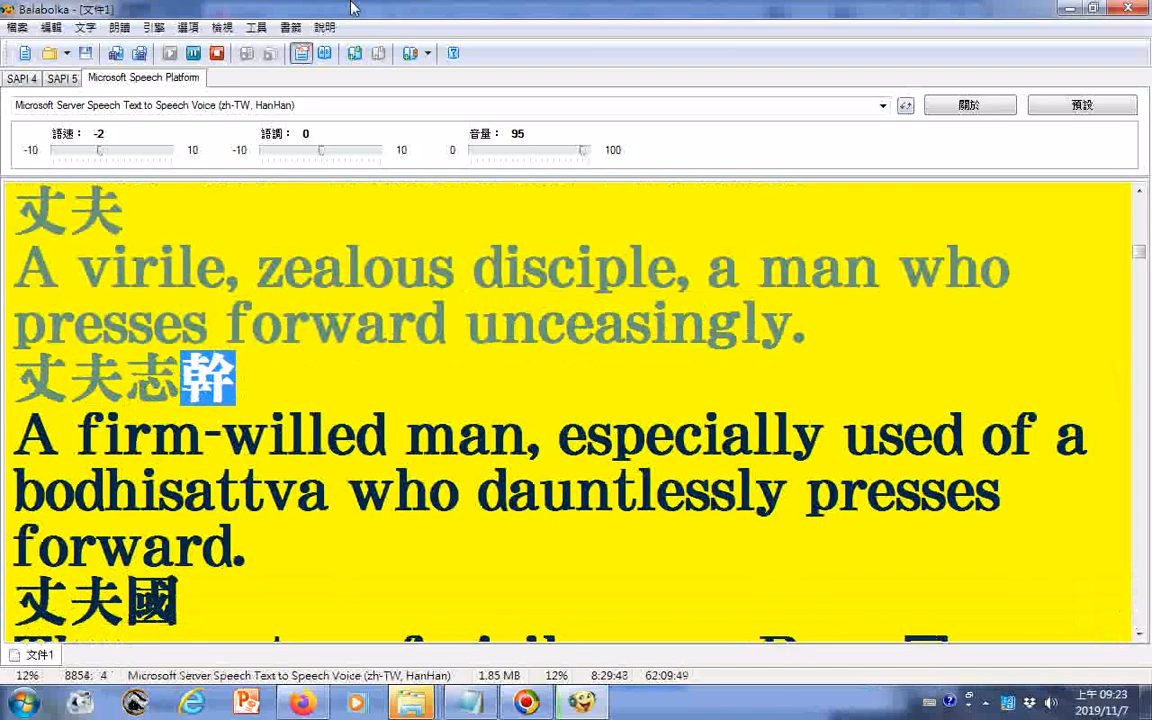 Balabolka - [文件1]
檔案 編輯 文字 朗讀 引擎 選項 檢視 工具 書籤 說明
SAPI 4 SAPI 5 Microsoft Speech Platform
Microsoft Server Speech Text to Speech Voice (zh-TW, HanHan) 關於 預設
語速： -2 語調： 0 音量： 95
-10 10 -10 10 0 100
丈夫
A virile, zealous disciple, a man who
presses forward unceasingly.
丈夫志幹
A firm-willed man, especially used of a
bodhisattva who dauntlessly presses
forward.
丈夫國
文件1
12% Microsoft Server Speech Text to Speech Voice (zh-TW, HanHan) 1.85 MB 12% 8:29:43 62:09:49
上午 09:23
2019/11/7